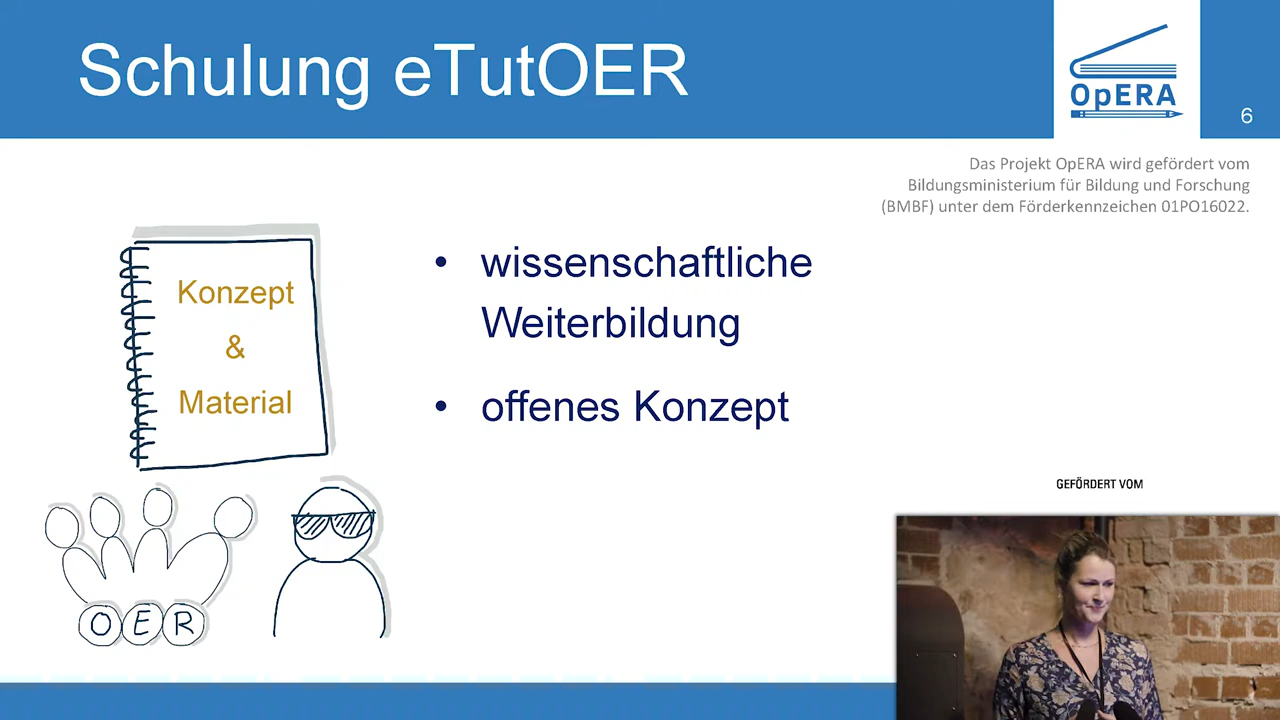 Schulung eTutOER
OpERA
6
Das Projekt OpERA wird gefördert vom
Bildungsministerium für Bildung und Forschung
(BMBF) unter dem Förderkennzeichen 01PO16022.
Konzept
&
Material
• wissenschaftliche
Weiterbildung
• offenes Konzept
GEFÖRDERT VOM
OER